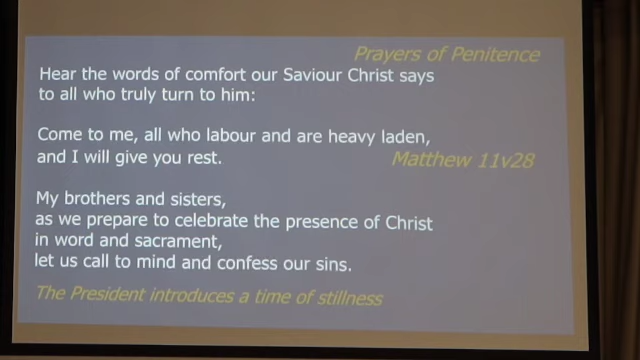 Prayers of Penitence
Hear the words of comfort our Saviour Christ says
to all who truly turn to him:
Come to me, all who labour and are heavy laden,
and I will give you rest.
Matthew 11v28
My brothers and sisters,
as we prepare to celebrate the presence of Christ
in word and sacrament,
let us call to mind and confess our sins.
The President introduces a time of stillness